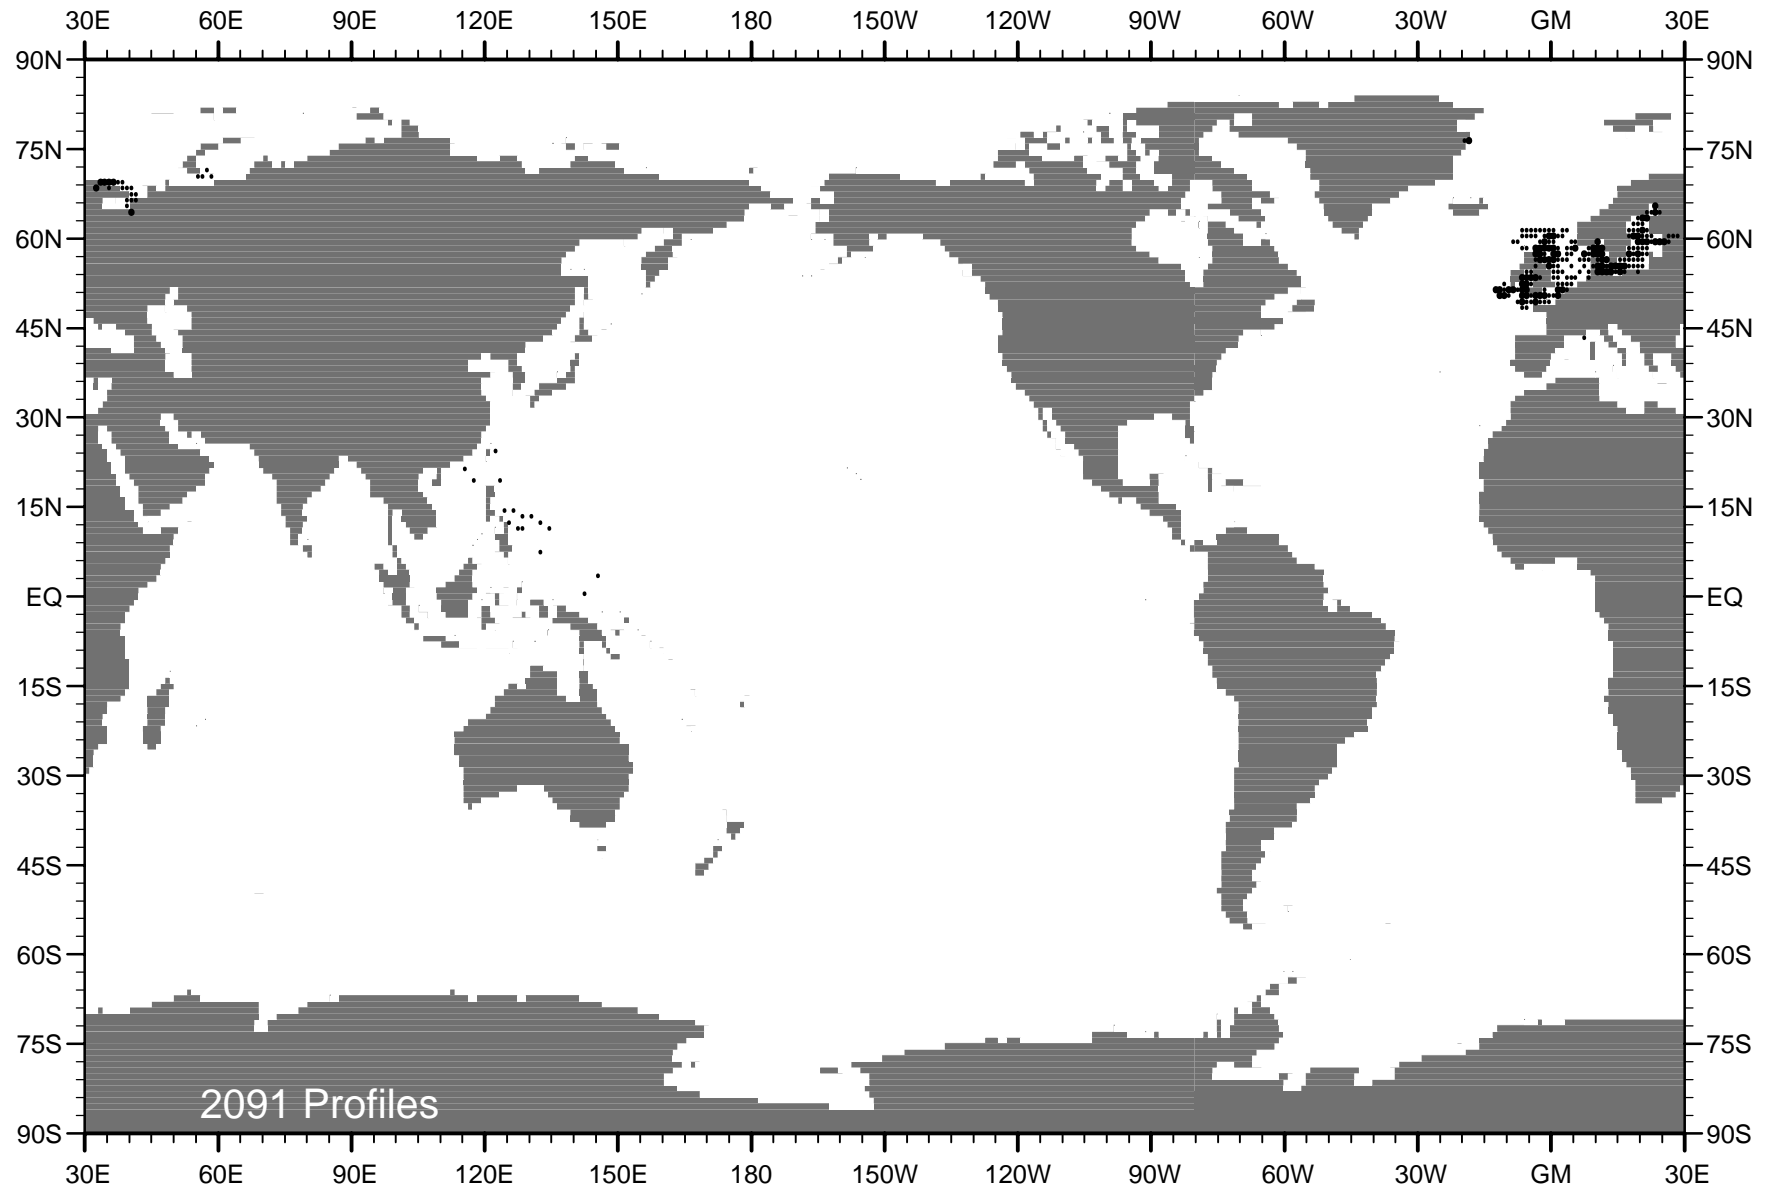 30E 60E 90E 120E 150E 180 150W 120W 90W 60W 30W GM 30E
90N 90N
75N 75N
60N 60N
45N 45N
30N 30N
15N 15N
EQ EQ
15S 15S
30S 30S
45S 45S
60S 60S
75S 75S
2091 Profiles
90S 90S
30E 60E 90E 120E 150E 180 150W 120W 90W 60W 30W GM 30E